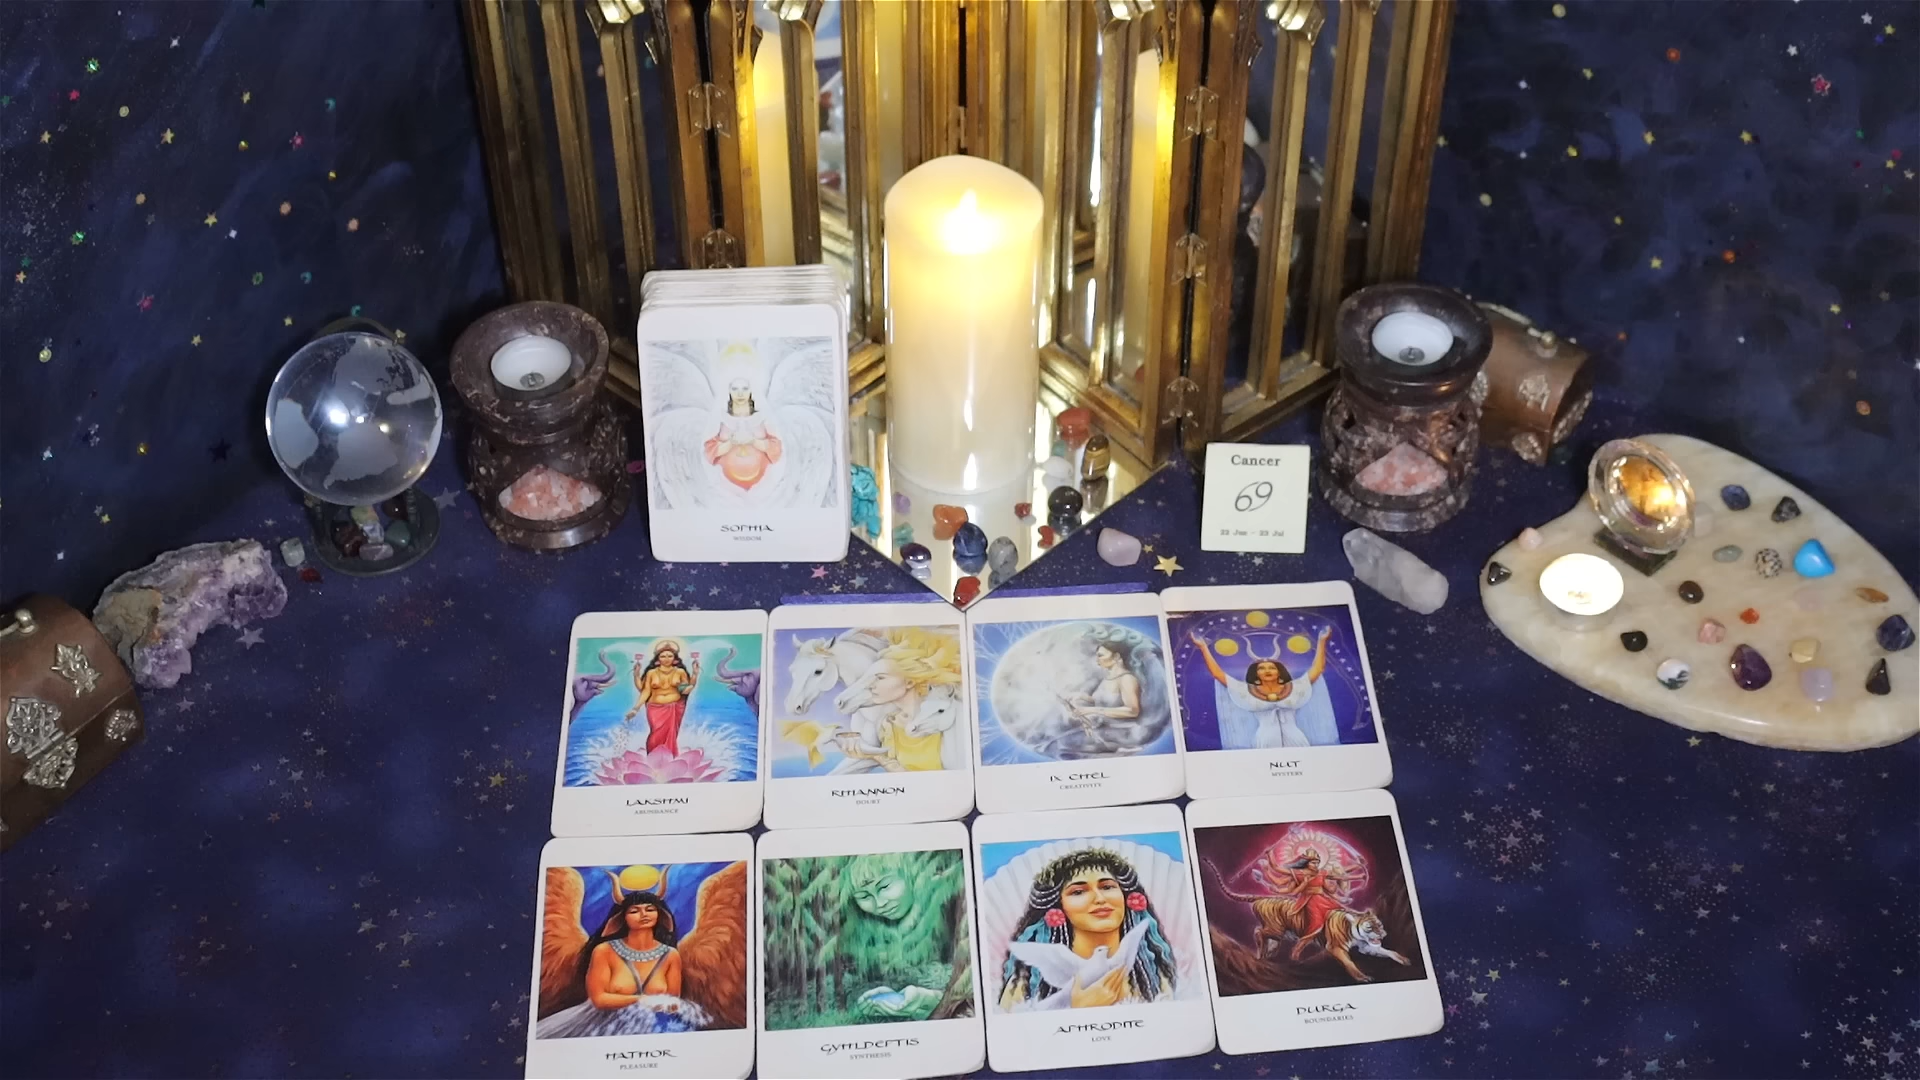 SOPHIA
WISDOM
Cancer
69
22 Jun - 23 Jul
LAKSHMI
ABUNDANCE
RHIANNON
DOUBT
IX CHEL
CREATIVITY
NUT
MYSTERY
HATHOR
PLEASURE
GYHLDEPTIS
SYNTHESIS
APHRODITE
LOVE
DURGA
BOUNDARIES